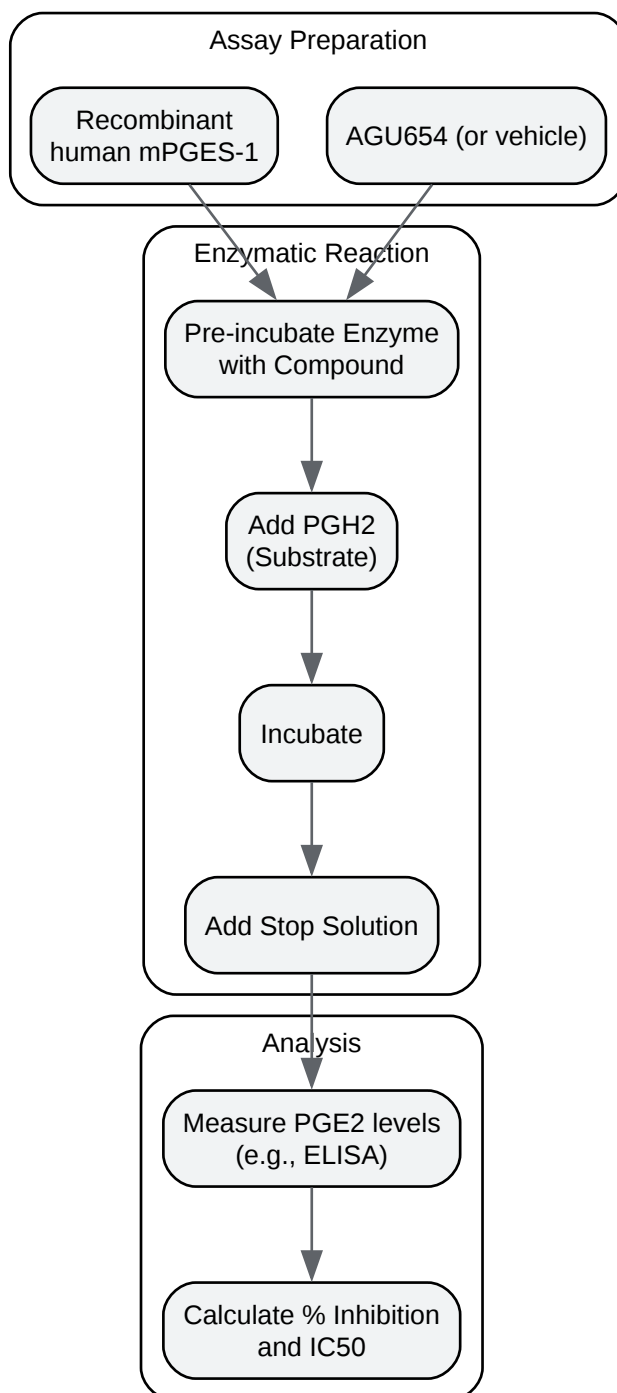 Assay Preparation
Recombinant
human mPGES-1
AGU654 (or vehicle)
Enzymatic Reaction
Pre-incubate Enzyme
with Compound
Add PGH2
(Substrate)
Incubate
Add Stop Solution
Analysis
Measure PGE2 levels
(e.g., ELISA)
Calculate % Inhibition
and IC50